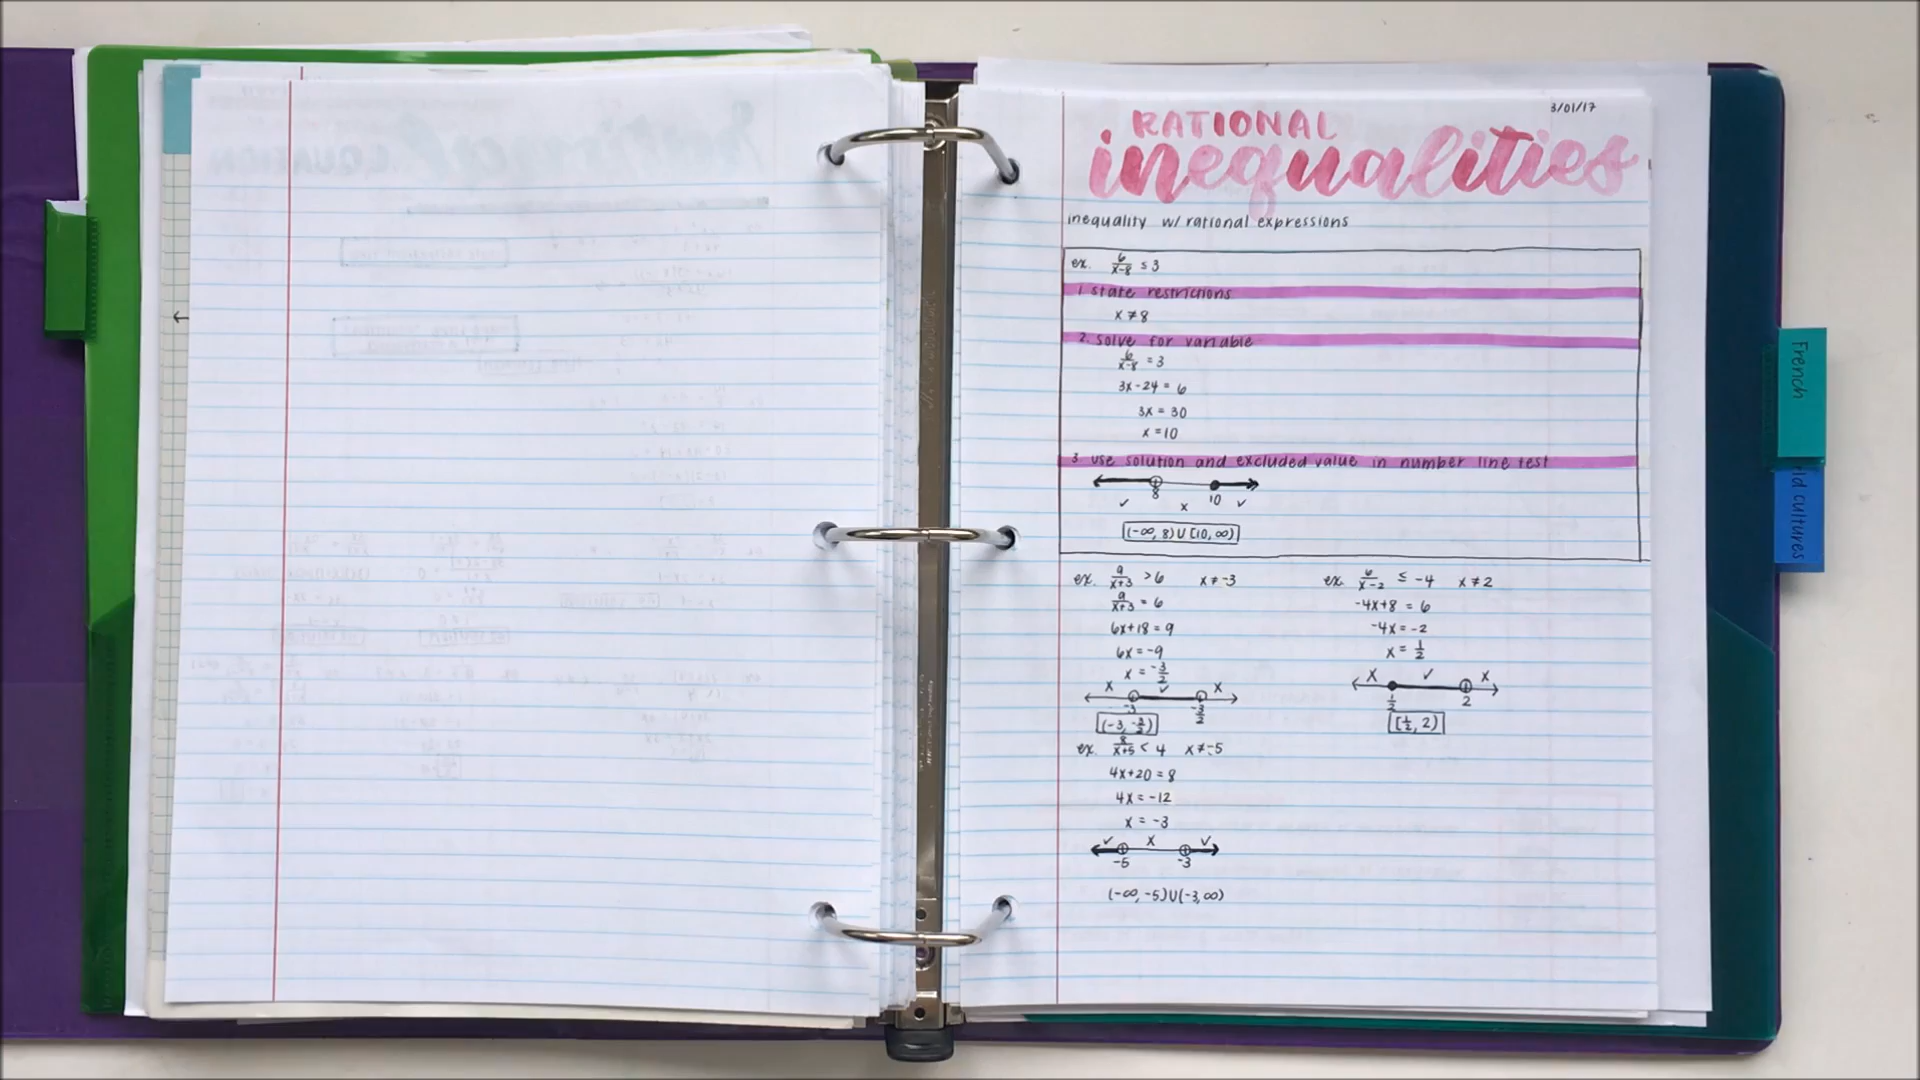 3/01/17
RATIONAL
inequalities
inequality w/ rational expressions
ex. 6/(x-8) ≤ 3
1. state restrictions
x ≠ 8
2. solve for variable
6/(x-8) = 3
3x - 24 = 6
3x = 30
x = 10
3. use solution and excluded value in number line test
8 10
✓ x ✓
(-∞, 8) U [10, ∞)
ex. 9/(x+3) > 6 x ≠ -3
9/(x+3) = 6
6x + 18 = 9
6x = -9
x = -3/2
x ✓ x
-3 -3/2
(-3, -3/2)
ex. 6/(x-2) ≤ -4 x ≠ 2
-4x + 8 = 6
-4x = -2
x = 1/2
x ✓ x
1/2 2
[1/2, 2)
ex. 8/(x+5) < 4 x ≠ -5
4x + 20 = 8
4x = -12
x = -3
✓ x ✓
-5 -3
(-∞, -5) U (-3, ∞)
French
ld cultures